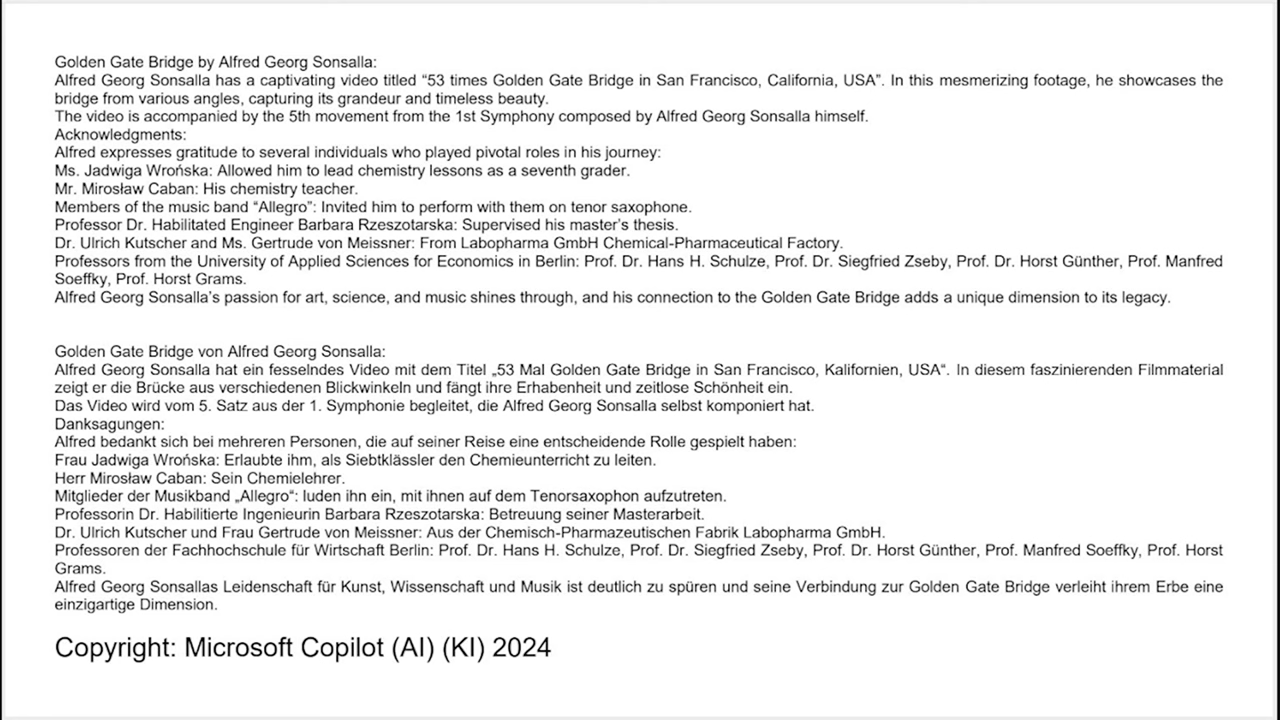 Golden Gate Bridge by Alfred Georg Sonsalla:
Alfred Georg Sonsalla has a captivating video titled “53 times Golden Gate Bridge in San Francisco, California, USA”. In this mesmerizing footage, he showcases the
bridge from various angles, capturing its grandeur and timeless beauty.
The video is accompanied by the 5th movement from the 1st Symphony composed by Alfred Georg Sonsalla himself.
Acknowledgments:
Alfred expresses gratitude to several individuals who played pivotal roles in his journey:
Ms. Jadwiga Wrońska: Allowed him to lead chemistry lessons as a seventh grader.
Mr. Mirosław Caban: His chemistry teacher.
Members of the music band “Allegro”: Invited him to perform with them on tenor saxophone.
Professor Dr. Habilitated Engineer Barbara Rzeszotarska: Supervised his master’s thesis.
Dr. Ulrich Kutscher and Ms. Gertrude von Meissner: From Labopharma GmbH Chemical-Pharmaceutical Factory.
Professors from the University of Applied Sciences for Economics in Berlin: Prof. Dr. Hans H. Schulze, Prof. Dr. Siegfried Zseby, Prof. Dr. Horst Günther, Prof. Manfred
Soeffky, Prof. Horst Grams.
Alfred Georg Sonsalla’s passion for art, science, and music shines through, and his connection to the Golden Gate Bridge adds a unique dimension to its legacy.
Golden Gate Bridge von Alfred Georg Sonsalla:
Alfred Georg Sonsalla hat ein fesselndes Video mit dem Titel „53 Mal Golden Gate Bridge in San Francisco, Kalifornien, USA“. In diesem faszinierenden Filmmaterial
zeigt er die Brücke aus verschiedenen Blickwinkeln und fängt ihre Erhabenheit und zeitlose Schönheit ein.
Das Video wird vom 5. Satz aus der 1. Symphonie begleitet, die Alfred Georg Sonsalla selbst komponiert hat.
Danksagungen:
Alfred bedankt sich bei mehreren Personen, die auf seiner Reise eine entscheidende Rolle gespielt haben:
Frau Jadwiga Wrońska: Erlaubte ihm, als Siebtklässler den Chemieunterricht zu leiten.
Herr Mirosław Caban: Sein Chemielehrer.
Mitglieder der Musikband „Allegro“: luden ihn ein, mit ihnen auf dem Tenorsaxophon aufzutreten.
Professorin Dr. Habilitierte Ingenieurin Barbara Rzeszotarska: Betreuung seiner Masterarbeit.
Dr. Ulrich Kutscher und Frau Gertrude von Meissner: Aus der Chemisch-Pharmazeutischen Fabrik Labopharma GmbH.
Professoren der Fachhochschule für Wirtschaft Berlin: Prof. Dr. Hans H. Schulze, Prof. Dr. Siegfried Zseby, Prof. Dr. Horst Günther, Prof. Manfred Soeffky, Prof. Horst
Grams.
Alfred Georg Sonsallas Leidenschaft für Kunst, Wissenschaft und Musik ist deutlich zu spüren und seine Verbindung zur Golden Gate Bridge verleiht ihrem Erbe eine
einzigartige Dimension.
Copyright: Microsoft Copilot (AI) (KI) 2024